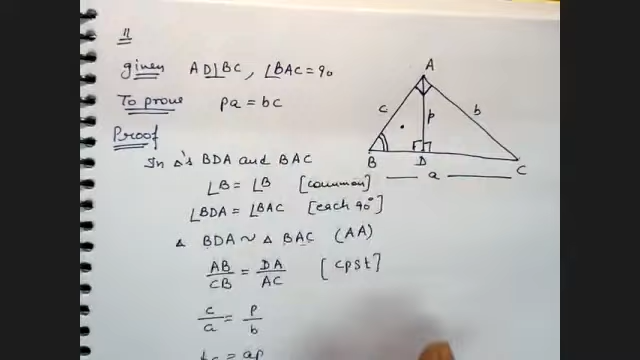 11
given AD⊥BC, ∠BAC = 90
To prove pa = bc
Proof
In △'s BDA and BAC
∠B = ∠B [common]
∠BDA = ∠BAC [each 90°]
△ BDA ~ △ BAC (AA)
AB/CB = DA/AC [cpst]
c/a = p/b
= ap
A
c
p
b
B
D
C
a